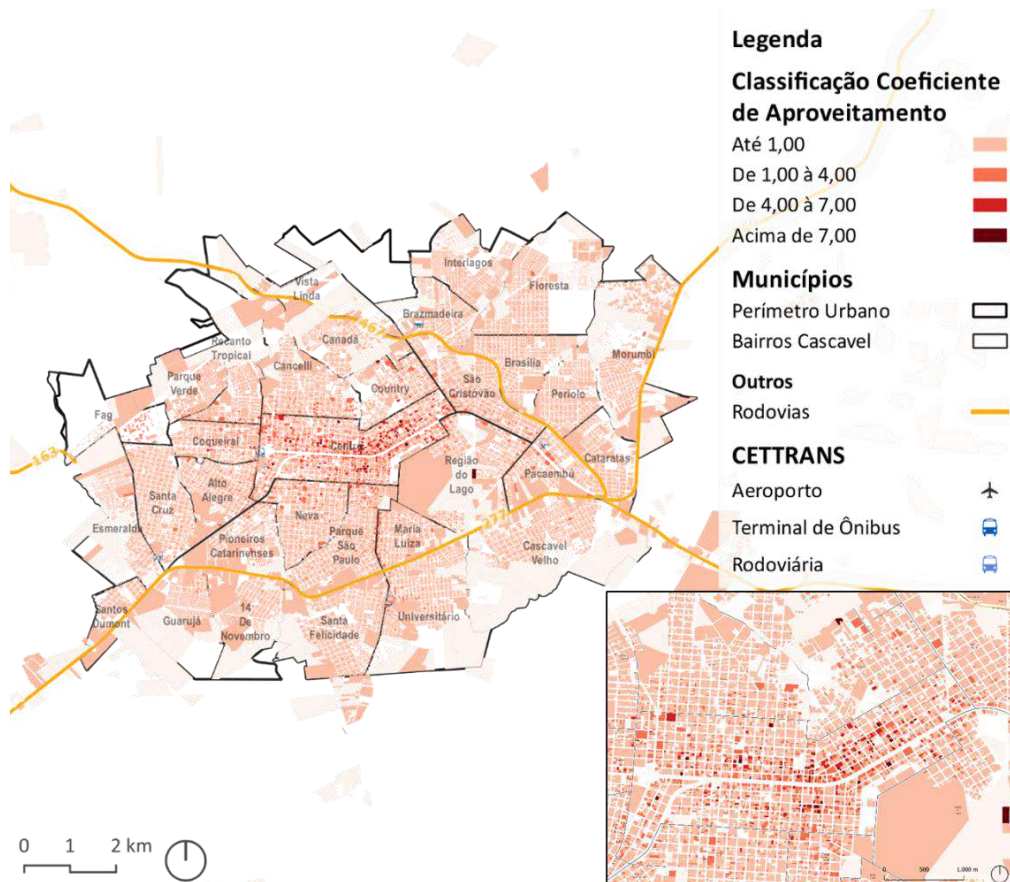 Legenda
Classificação Coeficiente
de Aproveitamento
Até 1,00
De 1,00 à 4,00
De 4,00 à 7,00
Acima de 7,00
Municípios
Perímetro Urbano
Bairros Cascavel
Outros
Rodovias
CETTRANS
Aeroporto
Terminal de Ônibus
Rodoviária
Interlagos
Floresta
Vista
Linda
Brazmadeira
467
Canadá
Recanto
Tropical
Cancelli
Brasília
Morumbi
Parque
Verde
Country
São
Cristóvão
Periolo
Fag
Coqueiral
Centro
163
Região
do
Lago
Pacaembú
Cataratas
Alto
Alegre
Santa
Cruz
Esmeralda
Neva
277
Pioneiros
Catarinenses
Parque
São
Paulo
Maria
Luiza
Cascavel
Velho
Santos
Dumont
Guarujá
14
De
Novembro
Santa
Felicidade
Universitário
0 1 2 km
0 500 1.000 m